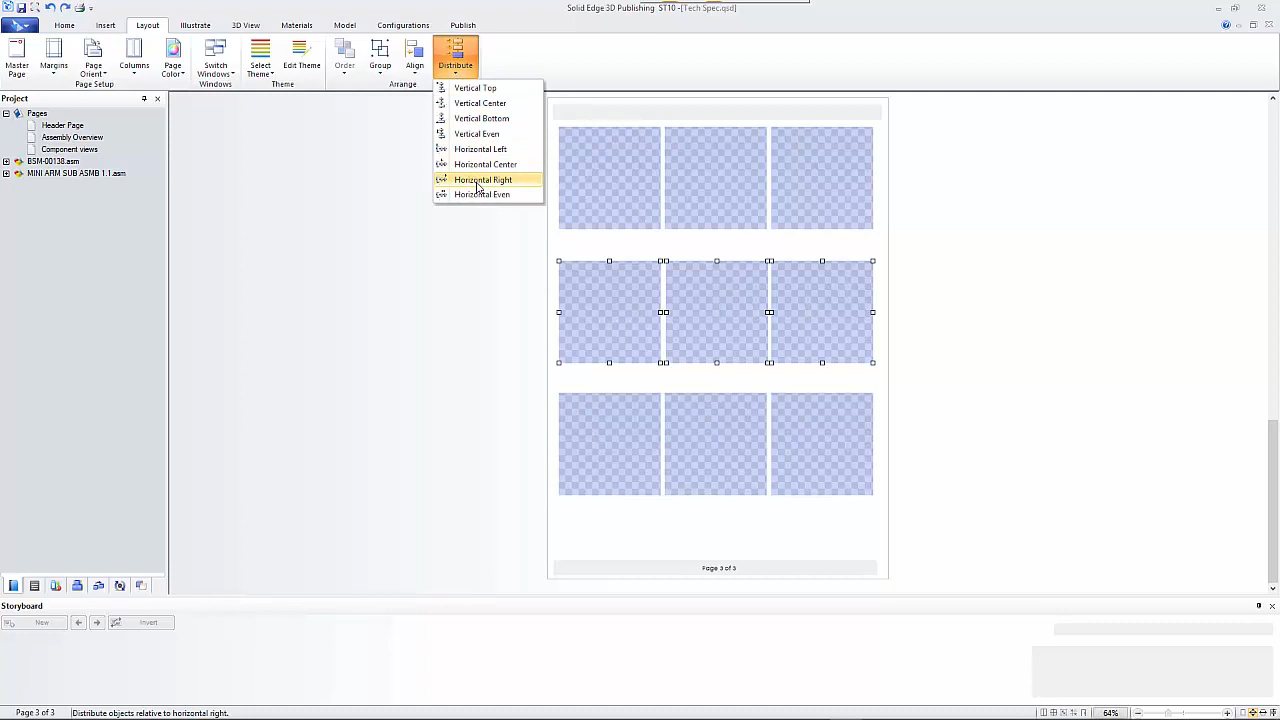 Solid Edge 3D Publishing ST10 - [Tech Spec.qsd]
Home Insert Layout Illustrate 3D View Materials Model Configurations Publish
Master Page
Margins
Page Orient
Columns
Page Color
Switch Windows
Select Theme
Edit Theme
Order
Group
Align
Distribute
Page Setup
Windows
Theme
Arrange
Vertical Top
Vertical Center
Vertical Bottom
Vertical Even
Horizontal Left
Horizontal Center
Horizontal Right
Horizontal Even
Project
Pages
Header Page
Assembly Overview
Component views
BSM-00138.asm
MINI ARM SUB ASMB 1.1.asm
Page 3 of 3
Storyboard
New
Invert
Page 3 of 3 Distribute objects relative to horizontal right.
64%